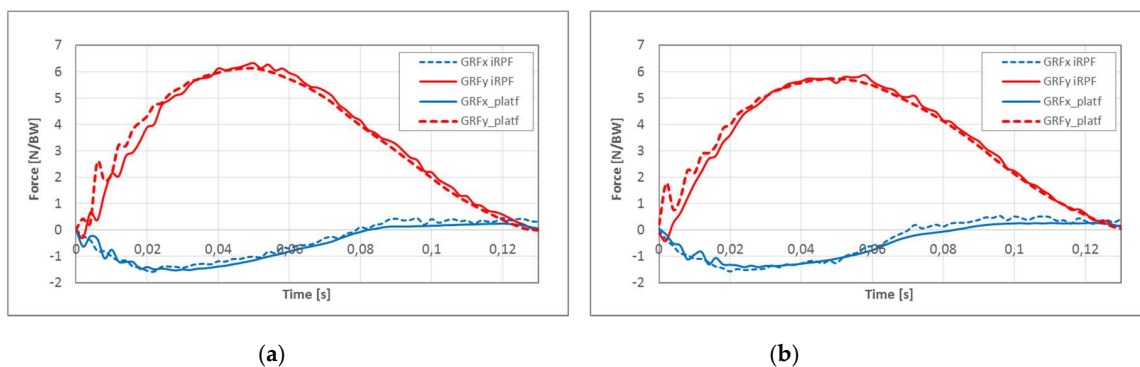 7
6
5
4
3
2
1
0
-1
-2
Force [N/BW]
0
0,02
0,04
0,06
0,08
0,1
0,12
Time [s]
GRFx iRPF
GRFy iRPF
GRFx_platf
GRFy_platf
(a)
7
6
5
4
3
2
1
0
-1
-2
Force [N/BW]
0
0,02
0,04
0,06
0,08
0,1
0,12
Time [s]
GRFx iRPF
GRFy iRPF
GRFx_platf
GRFy_platf
(b)